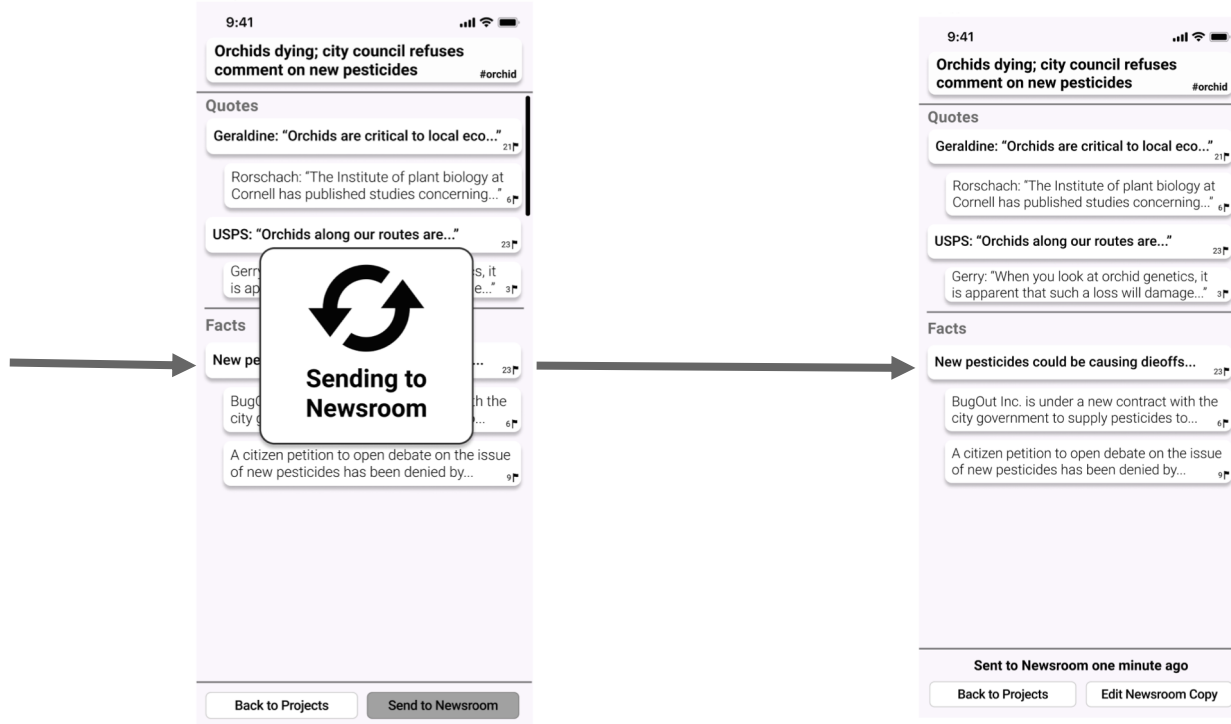 9:41
Orchids dying; city council refuses
comment on new pesticides
#orchid
Quotes
Geraldine: “Orchids are critical to local eco...”
21
Rorschach: “The Institute of plant biology at
Cornell has published studies concerning...”
6
USPS: “Orchids along our routes are...”
23
Gerry
s, it
is ap
e...”
3
Facts
New pe
...
23
BugO
th the
city g
...
6
Sending to
Newsroom
A citizen petition to open debate on the issue
of new pesticides has been denied by...
9
Back to Projects
Send to Newsroom
9:41
Orchids dying; city council refuses
comment on new pesticides
#orchid
Quotes
Geraldine: “Orchids are critical to local eco...”
21
Rorschach: “The Institute of plant biology at
Cornell has published studies concerning...”
6
USPS: “Orchids along our routes are...”
23
Gerry: “When you look at orchid genetics, it
is apparent that such a loss will damage...”
3
Facts
New pesticides could be causing dieoffs...
23
BugOut Inc. is under a new contract with the
city government to supply pesticides to...
6
A citizen petition to open debate on the issue
of new pesticides has been denied by...
9
Sent to Newsroom one minute ago
Back to Projects
Edit Newsroom Copy